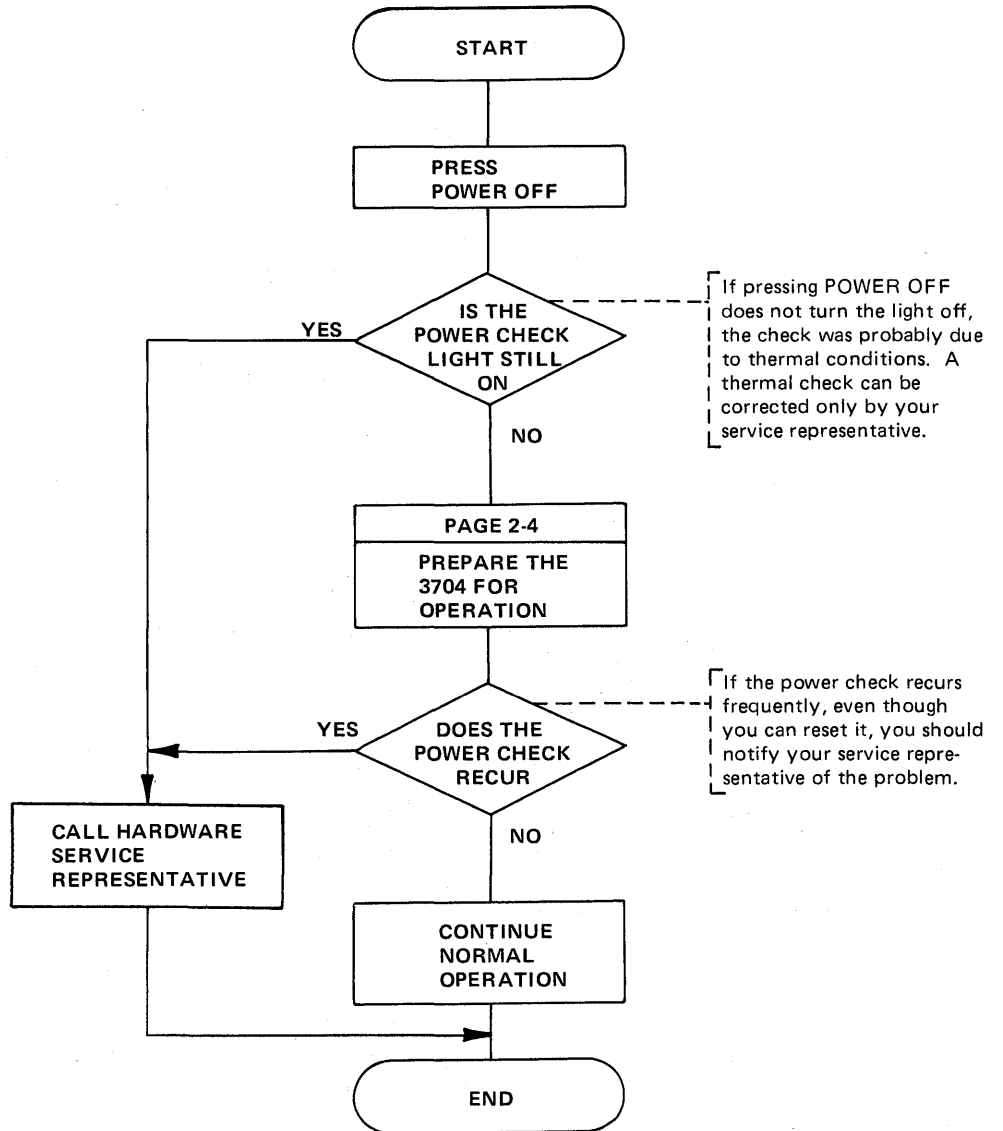 START
PRESS
POWER OFF
IS THE
POWER CHECK
LIGHT STILL
ON
YES
NO
If pressing POWER OFF
does not turn the light off,
the check was probably due
to thermal conditions. A
thermal check can be
corrected only by your
service representative.
PAGE 2-4
PREPARE THE
3704 FOR
OPERATION
DOES THE
POWER CHECK
RECUR
YES
NO
If the power check recurs
frequently, even though
you can reset it, you should
notify your service repre-
sentative of the problem.
CALL HARDWARE
SERVICE
REPRESENTATIVE
CONTINUE
NORMAL
OPERATION
END